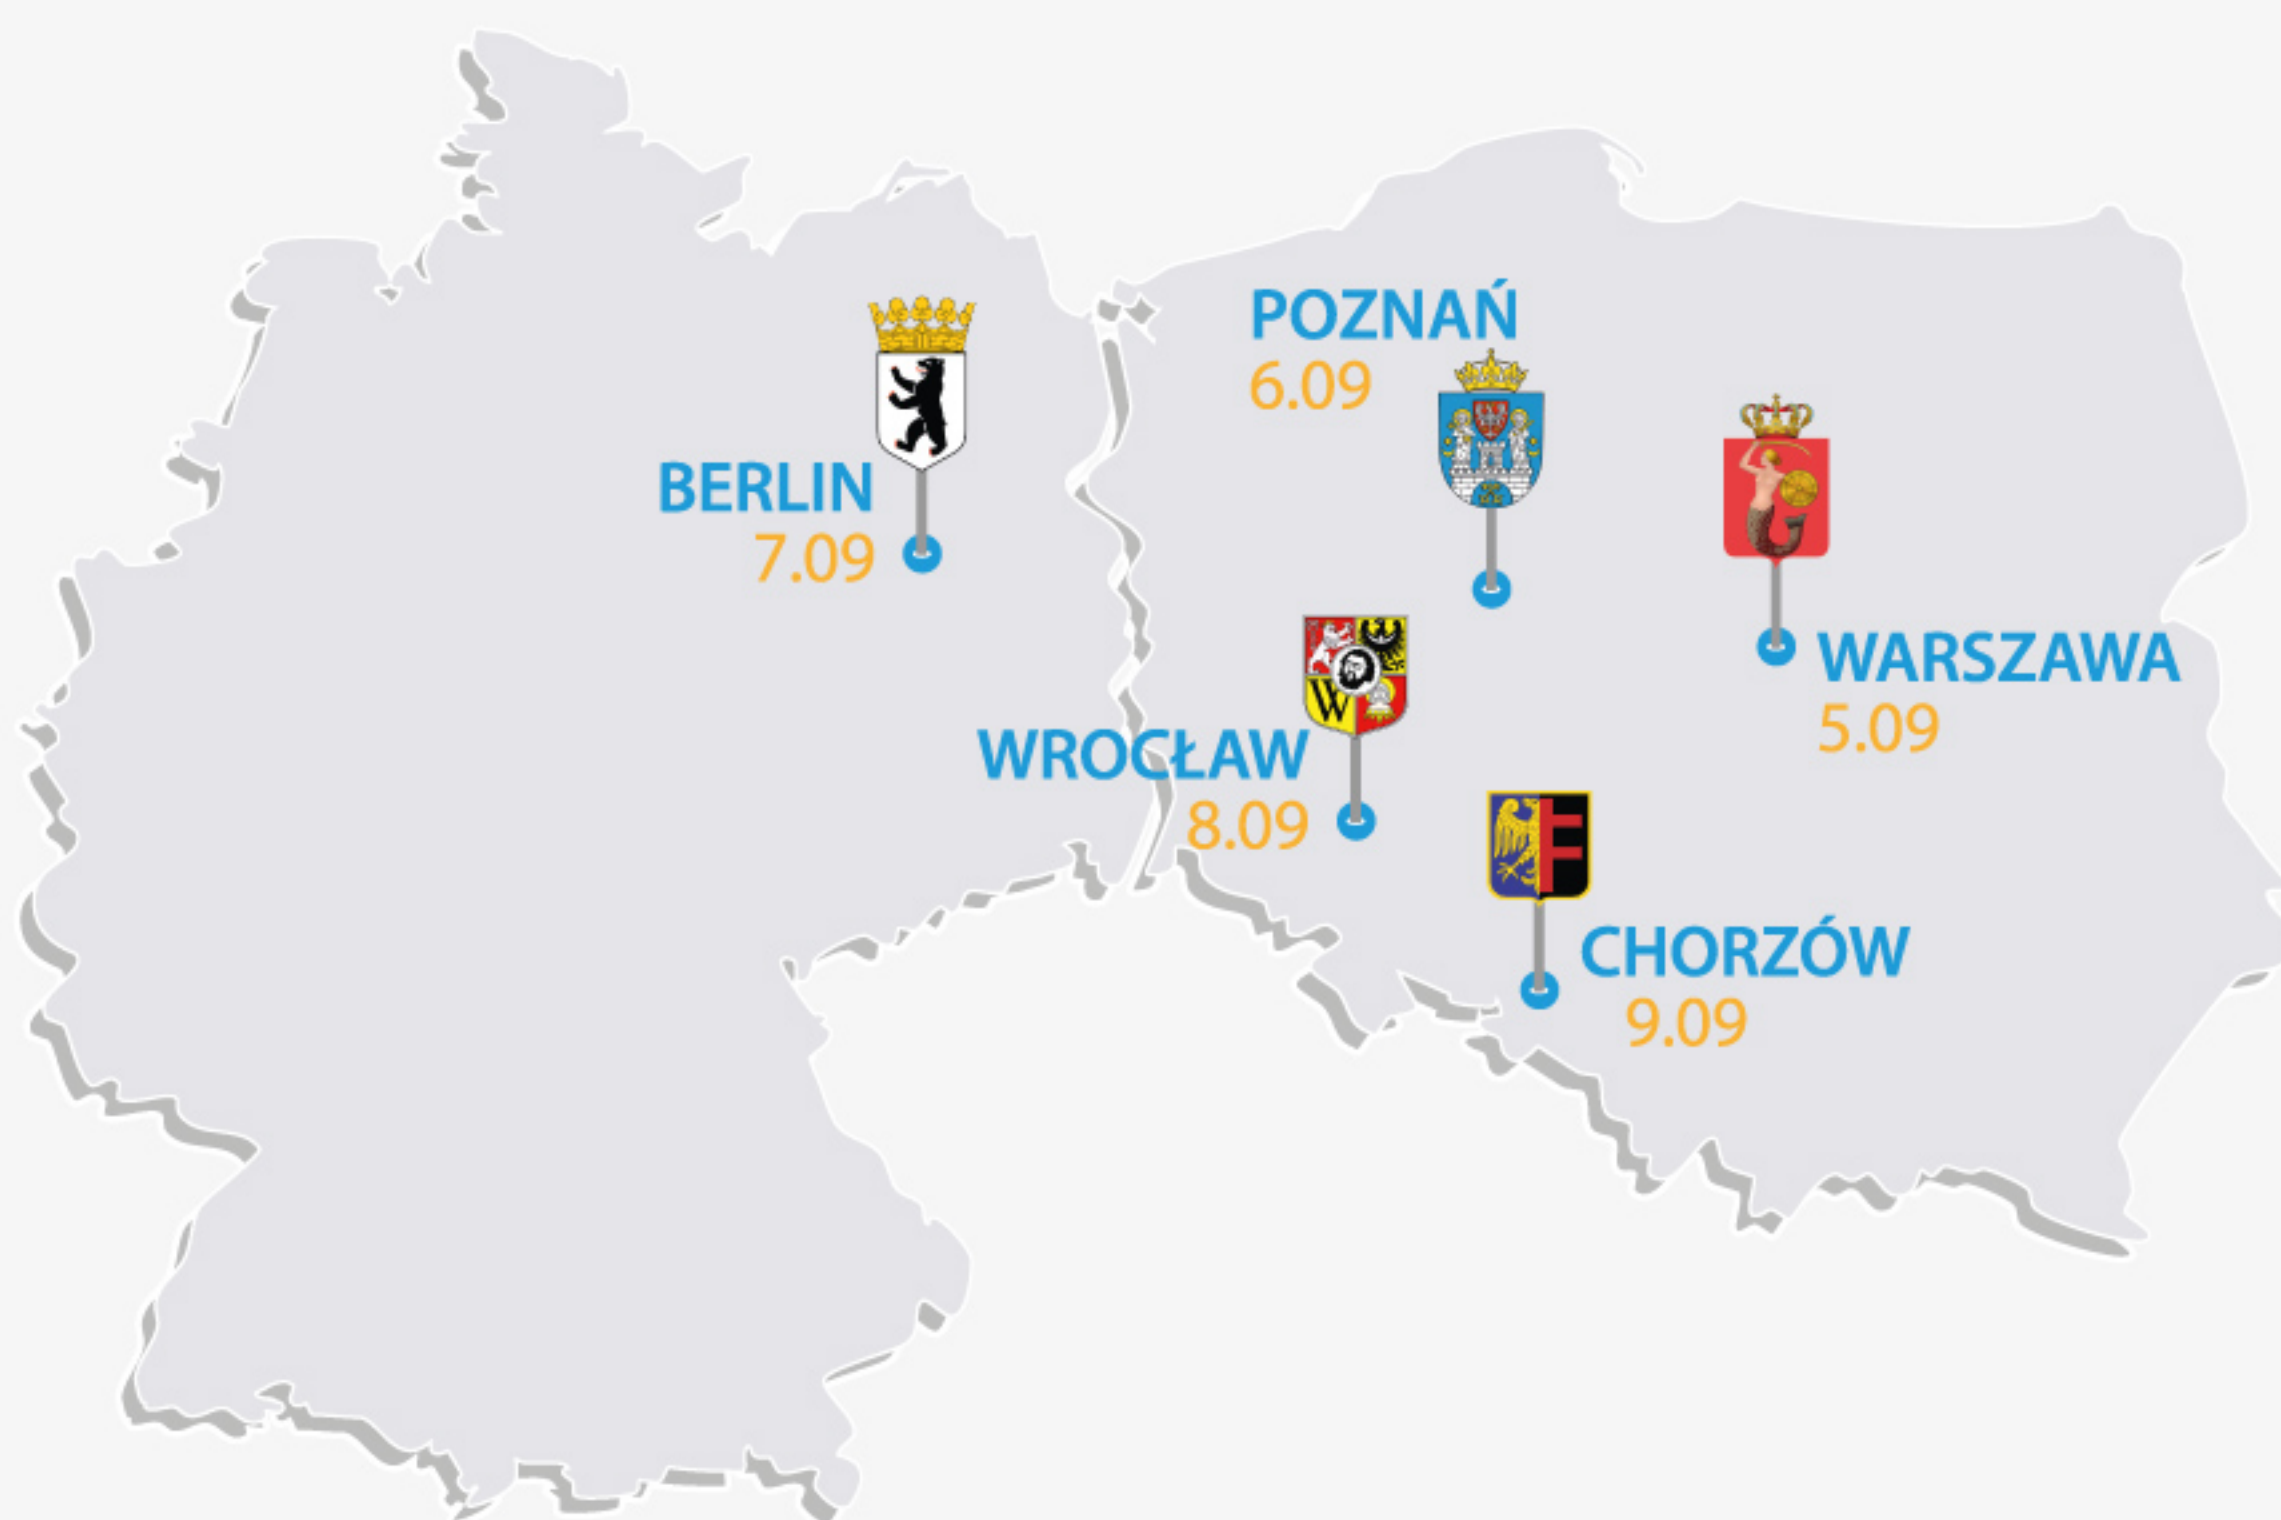 POZNAŃ
6.09
BERLIN
7.09
WARSZAWA
5.09
W
WROCŁAW
8.09
CHORZÓW
9.09